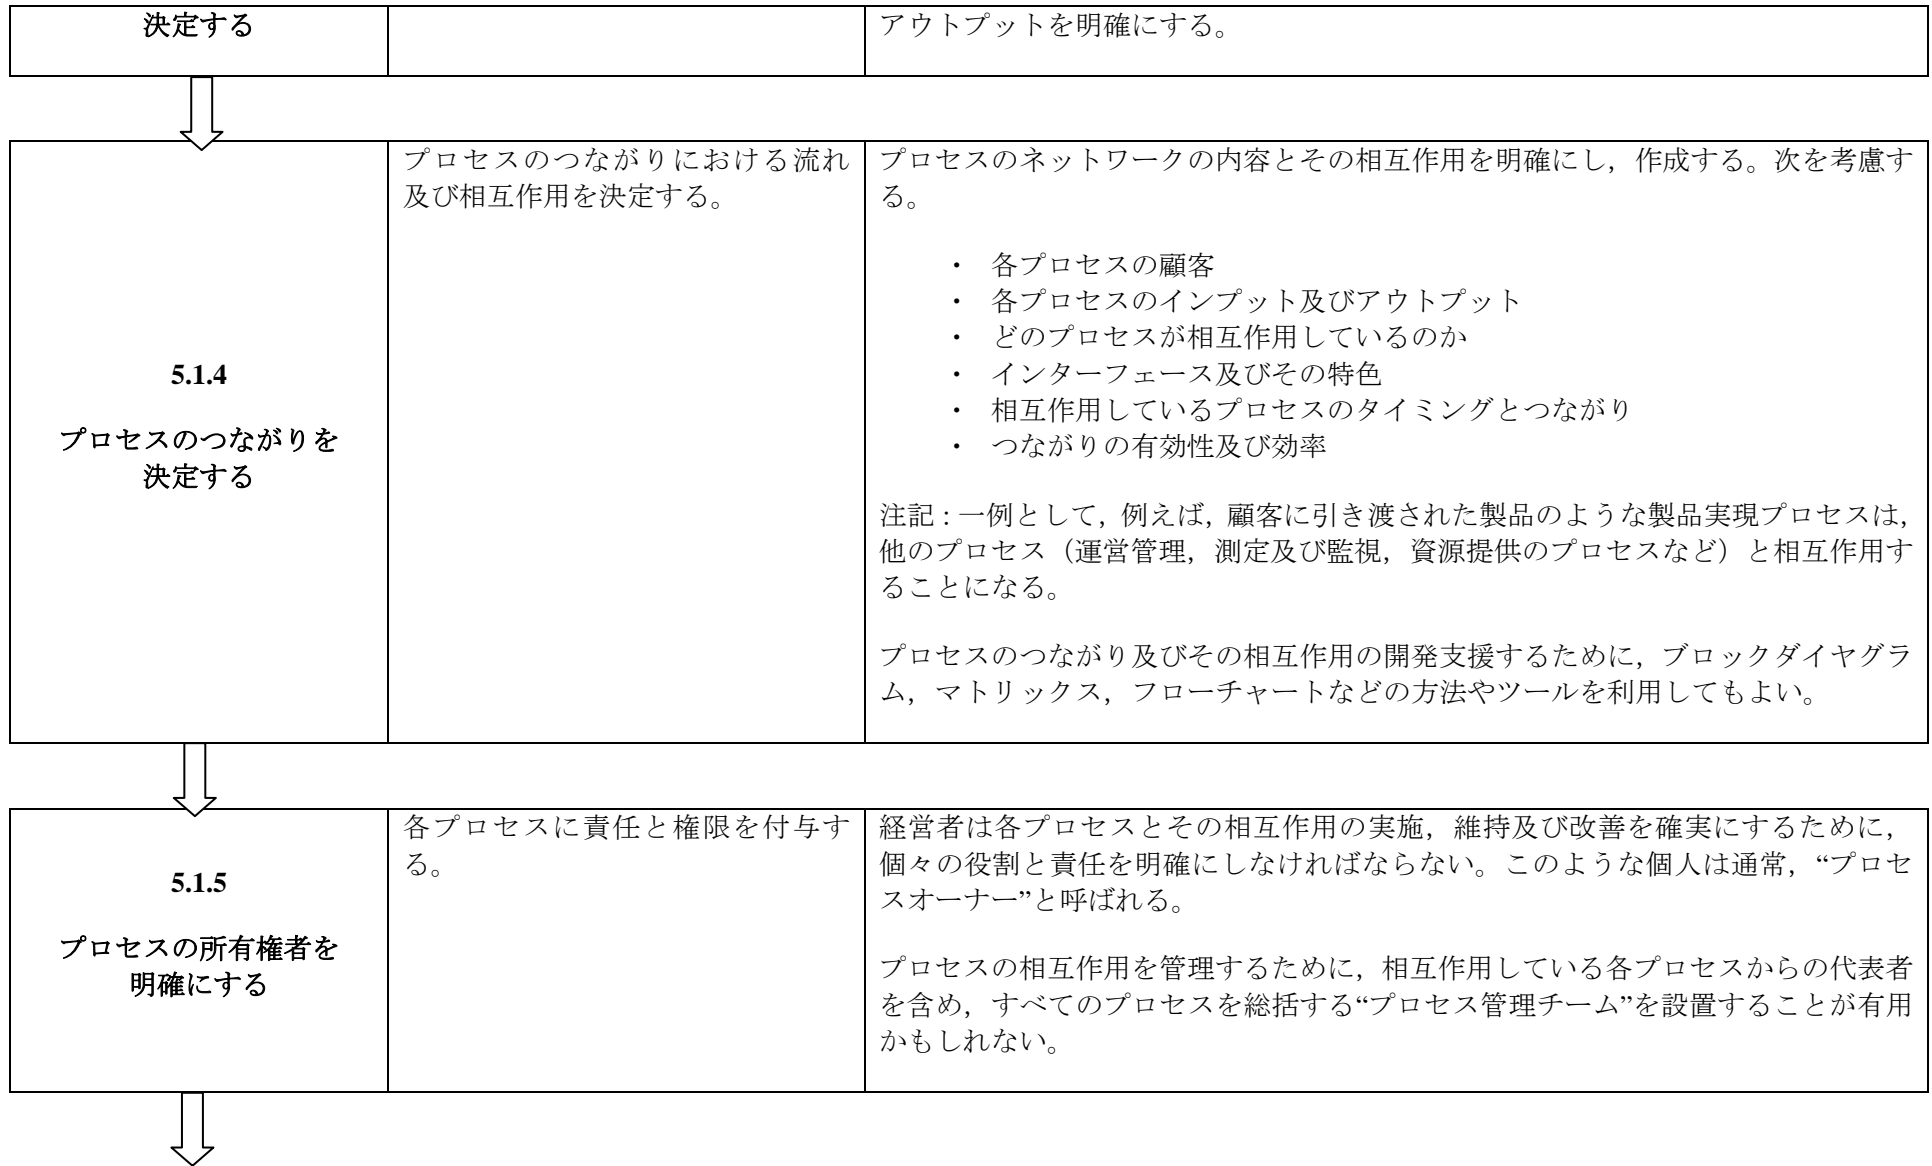 決定する
アウトプットを明確にする。
5.1.4
プロセスのつながりを
決定する
プロセスのつながりにおける流れ
及び相互作用を決定する。
プロセスのネットワークの内容とその相互作用を明確にし，作成する。次を考慮す
る。
・ 各プロセスの顧客
・ 各プロセスのインプット及びアウトプット
・ どのプロセスが相互作用しているのか
・ インターフェース及びその特色
・ 相互作用しているプロセスのタイミングとつながり
・ つながりの有効性及び効率
注記：一例として，例えば，顧客に引き渡された製品のような製品実現プロセスは，
他のプロセス（運営管理，測定及び監視，資源提供のプロセスなど）と相互作用す
ることになる。
プロセスのつながり及びその相互作用の開発支援するために，ブロックダイヤグラ
ム，マトリックス，フローチャートなどの方法やツールを利用してもよい。
5.1.5
プロセスの所有権者を
明確にする
各プロセスに責任と権限を付与す
る。
経営者は各プロセスとその相互作用の実施，維持及び改善を確実にするために，
個々の役割と責任を明確にしなければならない。このような個人は通常，“プロセ
スオーナー”と呼ばれる。
プロセスの相互作用を管理するために，相互作用している各プロセスからの代表者
を含め，すべてのプロセスを総括する“プロセス管理チーム”を設置することが有用
かもしれない。